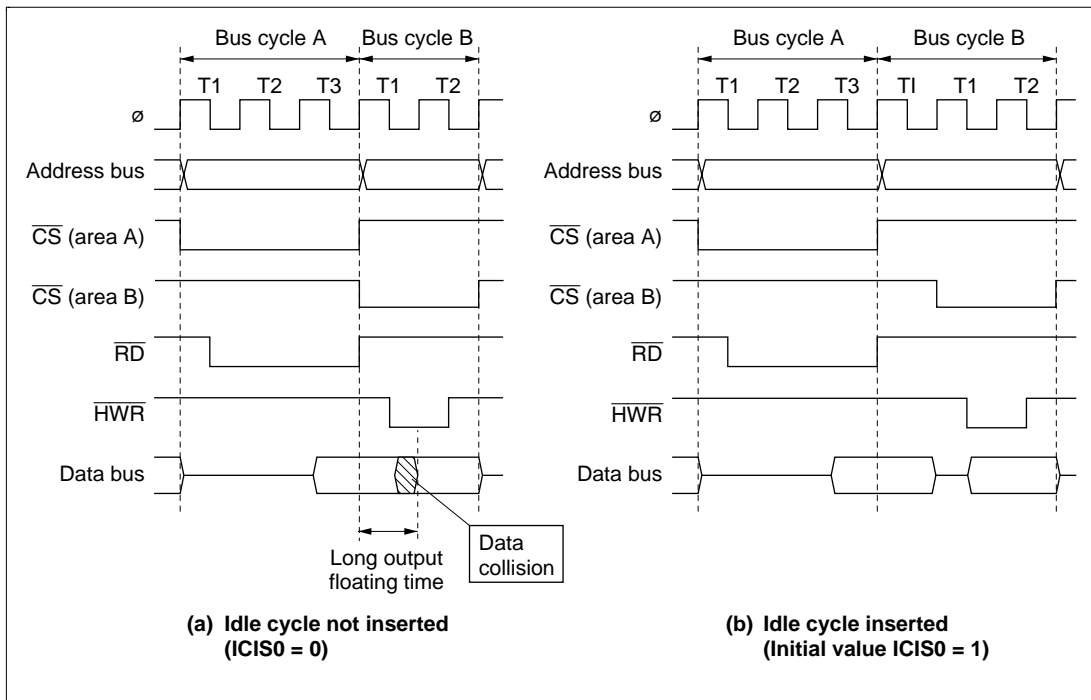 Bus cycle A Bus cycle B
T1 T2 T3 T1 T2
ø
Address bus
CS (area A)
CS (area B)
RD
HWR
Data bus
Long output
floating time
Data
collision
(a) Idle cycle not inserted
(ICIS0 = 0)
Bus cycle A Bus cycle B
T1 T2 T3 TI T1 T2
ø
Address bus
CS (area A)
CS (area B)
RD
HWR
Data bus
(b) Idle cycle inserted
(Initial value ICIS0 = 1)